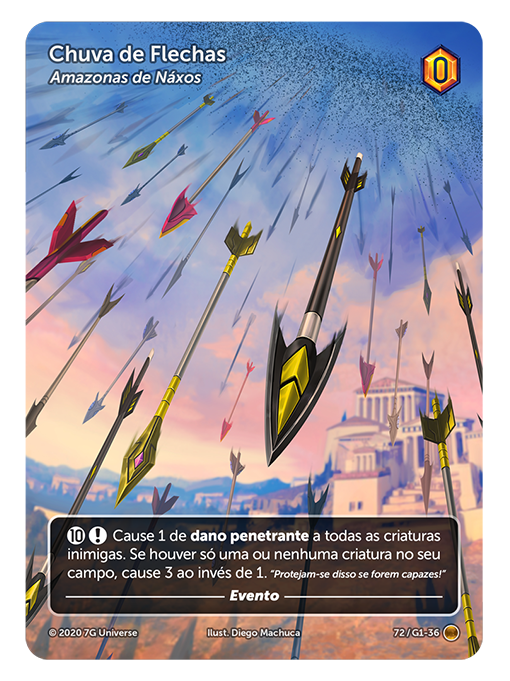 Chuva de Flechas
Amazonas de Náxos
0
10 ! Cause 1 de dano penetrante a todas as criaturas
inimigas. Se houver só uma ou nenhuma criatura no seu
campo, cause 3 ao invés de 1. "Protejam-se disso se forem capazes!"
Evento
© 2020 7G Universe Ilust. Diego Machuca 72 / G1-36